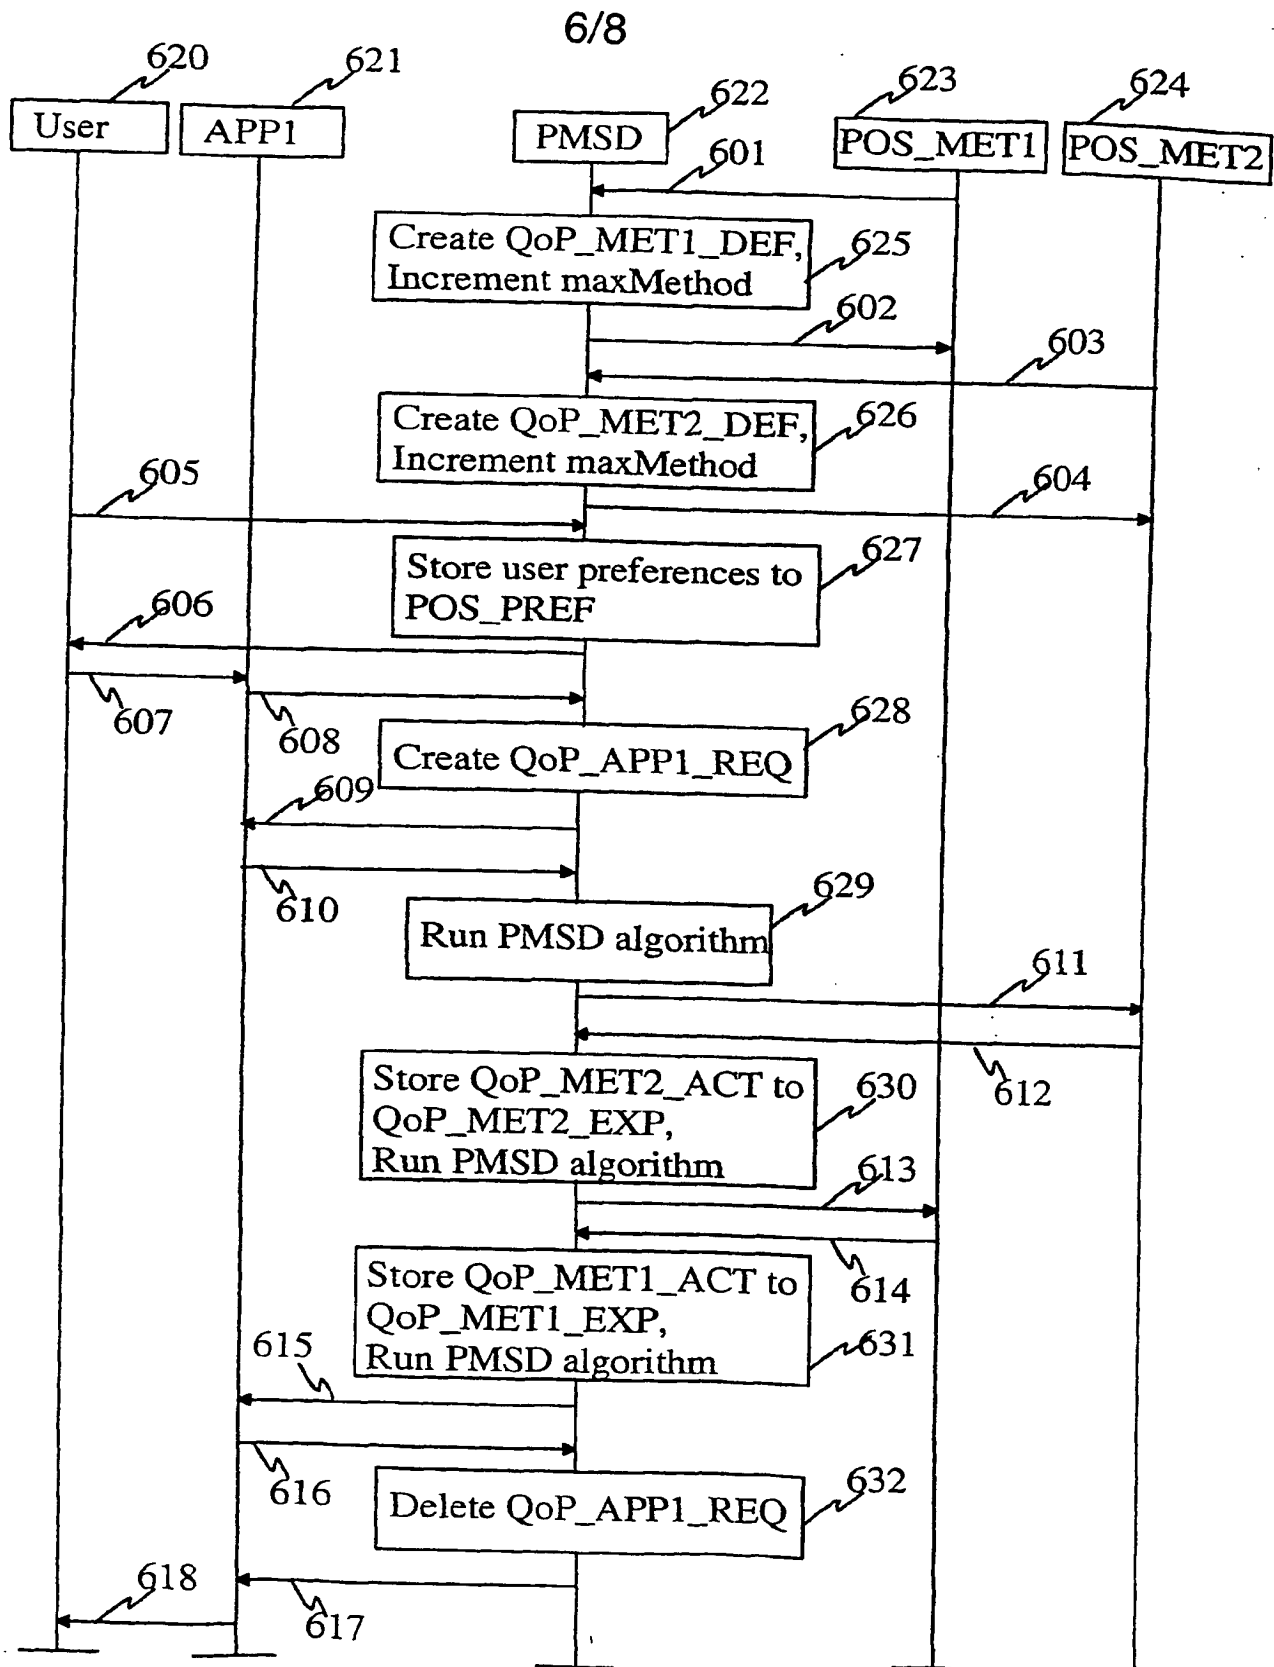 6/8
620
621
622
623
624
User
APP1
PMSD
POS_MET1
POS_MET2
601
Create QoP_MET1_DEF,
Increment maxMethod
625
602
603
Create QoP_MET2_DEF,
Increment maxMethod
626
605
604
Store user preferences to
POS_PREF
627
606
607
608
628
Create QoP_APP1_REQ
609
610
629
Run PMSD algorithm
611
612
Store QoP_MET2_ACT to
QoP_MET2_EXP,
Run PMSD algorithm
630
613
614
Store QoP_MET1_ACT to
QoP_MET1_EXP,
Run PMSD algorithm
631
615
616
632
Delete QoP_APP1_REQ
618
617